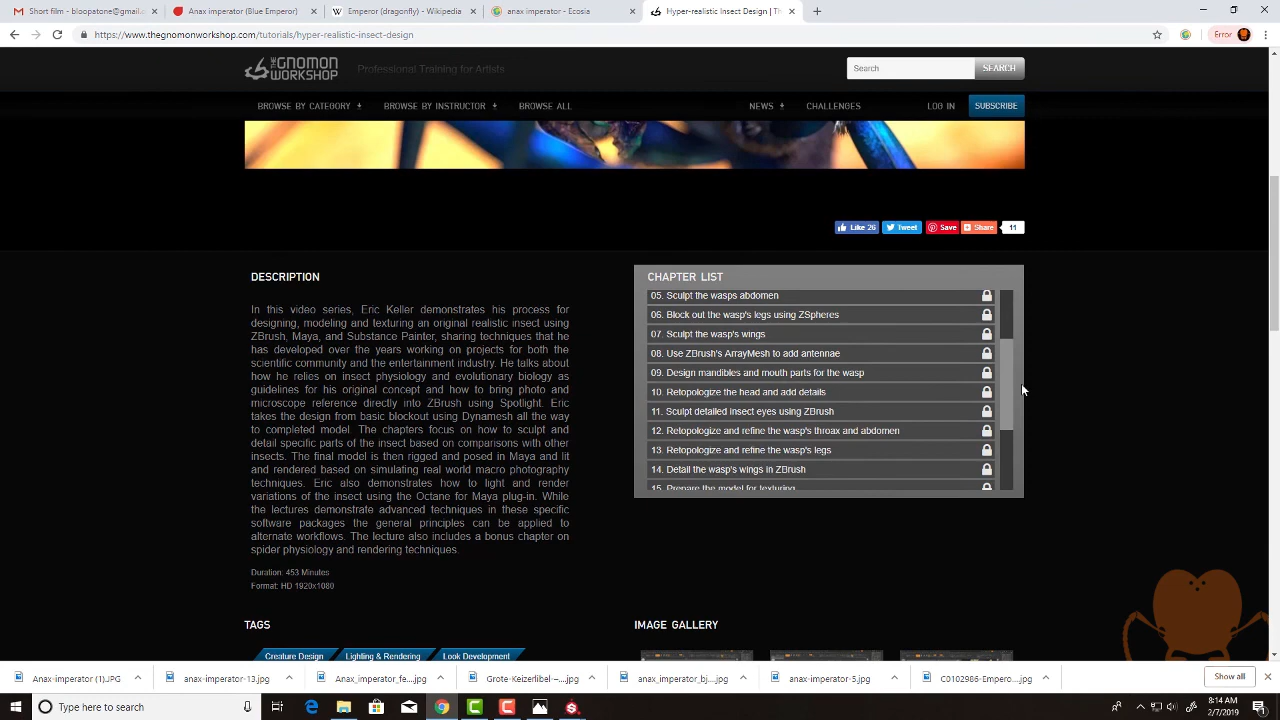 Short film - bloopatone@gmail.co
Anax imperator (Blue Emperor)
Emperor (dragonfly) - Wikipedia
anax imperator - Ecosia
Hyper-realistic Insect Design | Th
https://www.thegnomonworkshop.com/tutorials/hyper-realistic-insect-design
Error
THE GNOMON WORKSHOP
Professional Training for Artists
Search
SEARCH
BROWSE BY CATEGORY +
BROWSE BY INSTRUCTOR +
BROWSE ALL
NEWS +
CHALLENGES
LOG IN
SUBSCRIBE
Like 26
Tweet
Save
Share
11
DESCRIPTION
In this video series, Eric Keller demonstrates his process for
designing, modeling and texturing an original realistic insect using
ZBrush, Maya, and Substance Painter, sharing techniques that he
has developed over the years working on projects for both the
scientific community and the entertainment industry. He talks about
how he relies on insect physiology and evolutionary biology as
guidelines for his original concept and how to bring photo and
microscope reference directly into ZBrush using Spotlight. Eric
takes the design from basic blockout using Dynamesh all the way
to completed model. The chapters focus on how to sculpt and
detail specific parts of the insect based on comparisons with other
insects. The final model is then rigged and posed in Maya and lit
and rendered based on simulating real world macro photography
techniques. Eric also demonstrates how to light and render
variations of the insect using the Octane for Maya plug-in. While
the lectures demonstrate advanced techniques in these specific
software packages the general principles can be applied to
alternate workflows. The lecture also includes a bonus chapter on
spider physiology and rendering techniques.
Duration: 453 Minutes
Format: HD 1920x1080
TAGS
Creature Design
Lighting & Rendering
Look Development
CHAPTER LIST
05. Sculpt the wasps abdomen
06. Block out the wasp's legs using ZSpheres
07. Sculpt the wasp's wings
08. Use ZBrush's ArrayMesh to add antennae
09. Design mandibles and mouth parts for the wasp
10. Retopologize the head and add details
11. Sculpt detailed insect eyes using ZBrush
12. Retopologize and refine the wasp's throax and abdomen
13. Retopologize and refine the wasp's legs
14. Detail the wasp's wings in ZBrush
15. Prepare the model for texturing
IMAGE GALLERY
Anax-imperator (1).JPG
anax-imperator-13.jpg
Anax_imperator_fe....jpg
Grote-keizerlibel-–....jpg
anax_imperator_bj....jpg
anax-imperator-5.jpg
C0102986-Empero....jpg
Show all
Type here to search
8:14 AM
2/7/2019